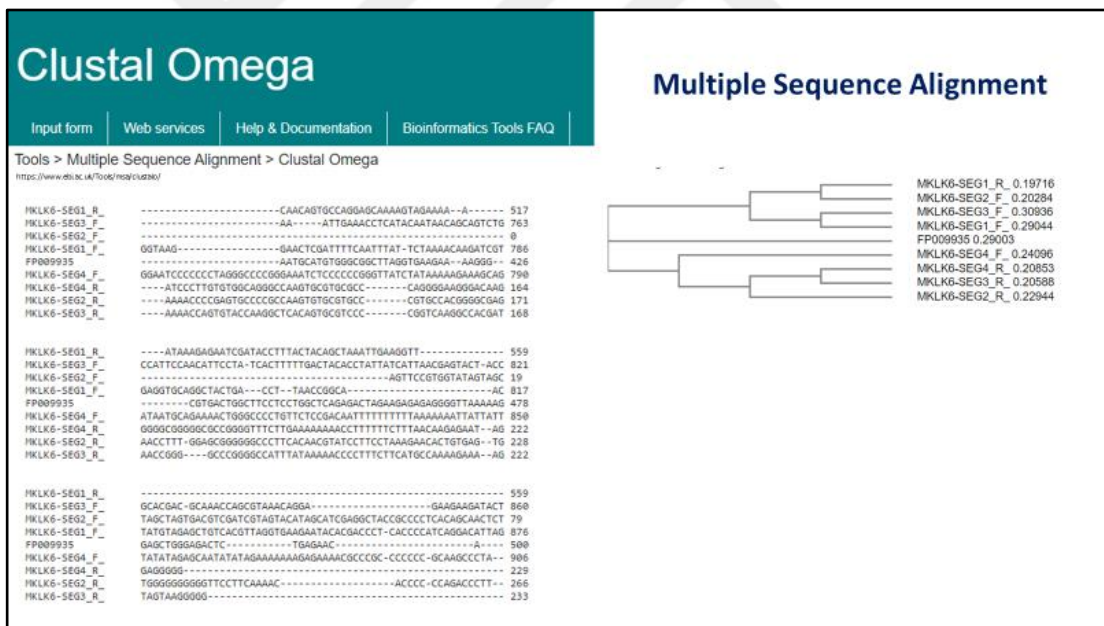 Clustal Omega
Multiple Sequence Alignment
Input form Web services Help & Documentation Bioinformatics Tools FAQ
Tools > Multiple Sequence Alignment > Clustal Omega
https://www.ebi.ac.uk/Tools/msa/clustalo/
MKLK6-SEG1_R_ -----------------------CAACAGTGCCAGGAGCAAAAGTAGAAAA--A------ 517
MKLK6-SEG3_F_ -----------------------AA-----ATTGAAACCTCATACAATAACAGCAGTCTG 763
MKLK6-SEG2_F_ ------------------------------------------------------------ 0
MKLK6-SEG1_F_ GGTAAG-----------------GAACTCGATTTTCAATTTAT-TCTAAAACAAGATCGT 786
FP009935 -----------------------AATGCATGTGGGCGGCTTAGGTGAAGAA--AAGGG-- 426
MKLK6-SEG4_F_ GGAATCCCCCCCTAGGGCCCCGGGAAATCTCCCCCCGGGTTATCTATAAAAAGAAAGCAG 790
MKLK6-SEG4_R_ ----ATCCCTTGTGTGGCAGGGCCAAGTGCGTGCGCC-------CAGGGGAAGGGACAAG 164
MKLK6-SEG2_R_ ----AAAACCCCGAGTGCCCCGCCAAGTGTGCGTGCC-------CGTGCCACGGGGCGAG 171
MKLK6-SEG3_R_ ----AAAACCAGTGTACCAAGGCTCACAGTGCGTCCC-------CGGTCAAGGCCACGAT 168
MKLK6-SEG1_R_ ----ATAAAGAGAATCGATACCTTTACTACAGCTAAATTGAAGGTT-------------- 559
MKLK6-SEG3_F_ CCATTCCAACATTCCTA-TCACTTTTTGACTACACCTATTATCATTAACGAGTACT-ACC 821
MKLK6-SEG2_F_ -----------------------------------------AGTTCCGTGGTATAGTAGC 19
MKLK6-SEG1_F_ GAGGTGCAGGCTACTGA---CCT--TAACCGGCA------------------------AC 817
FP009935 --------CGTGACTGGCTTCCTCCTGGCTCAGAGACTAGAAGAGAGAGGGGTTAAAAAG 478
MKLK6-SEG4_F_ ATAATGCAGAAAACTGGGCCCCTGTTCTCCGACAATTTTTTTTTTAAAAAAATTATTATT 850
MKLK6-SEG4_R_ GGGGCGGGGGCGCCGGGGTTTCTTGAAAAAAAACCTTTTTTCTTTAACAAGAGAAT--AG 222
MKLK6-SEG2_R_ AACCTTT-GGAGCGGGGGGCCCTTCACAACGTATCCTTCCTAAAGAACACTGTGAG--TG 228
MKLK6-SEG3_R_ AACCGGG----GCCCGGGGCCATTTATAAAAACCCCTTTCTTCATGCCAAAAGAAA--AG 222
MKLK6-SEG1_R_ ------------------------------------------------------------ 559
MKLK6-SEG3_F_ GCACGAC-GCAAACCAGCGTAAACAGGA-------------------GAAGAAGATACT 860
MKLK6-SEG2_F_ TAGCTAGTGACGTCGATCGTAGTACATAGCATCGAGGCTACCGCCCCTCACAGCAACTCT 79
MKLK6-SEG1_F_ TATGTAGAGCTGTCACGTTAGGTGAAGAATACACGACCCT-CACCCCATCAGGACATTAG 876
FP009935 GAGCTGGGAGACTC------------TGAGAAC-----------------------A---- 500
MKLK6-SEG4_F_ TATATAGAGCAATATATAGAAAAAAAGAGAAAACGCCCGC-CCCCCC-GCAAGCCCTA-- 906
MKLK6-SEG4_R_ GAGGGGG----------------------------------------------------- 229
MKLK6-SEG2_R_ TGGGGGGGGGGTTCCTTCAAAAC-------------------ACCCC-CCAGACCCTT-- 266
MKLK6-SEG3_R_ TAGTAAGGGGG------------------------------------------------- 233
MKLK6-SEG1_R_ 0.19716
MKLK6-SEG2_F_ 0.20284
MKLK6-SEG3_F_ 0.30936
MKLK6-SEG1_F_ 0.29044
FP009935 0.29003
MKLK6-SEG4_F_ 0.24096
MKLK6-SEG4_R_ 0.20853
MKLK6-SEG3_R_ 0.20588
MKLK6-SEG2_R_ 0.22944